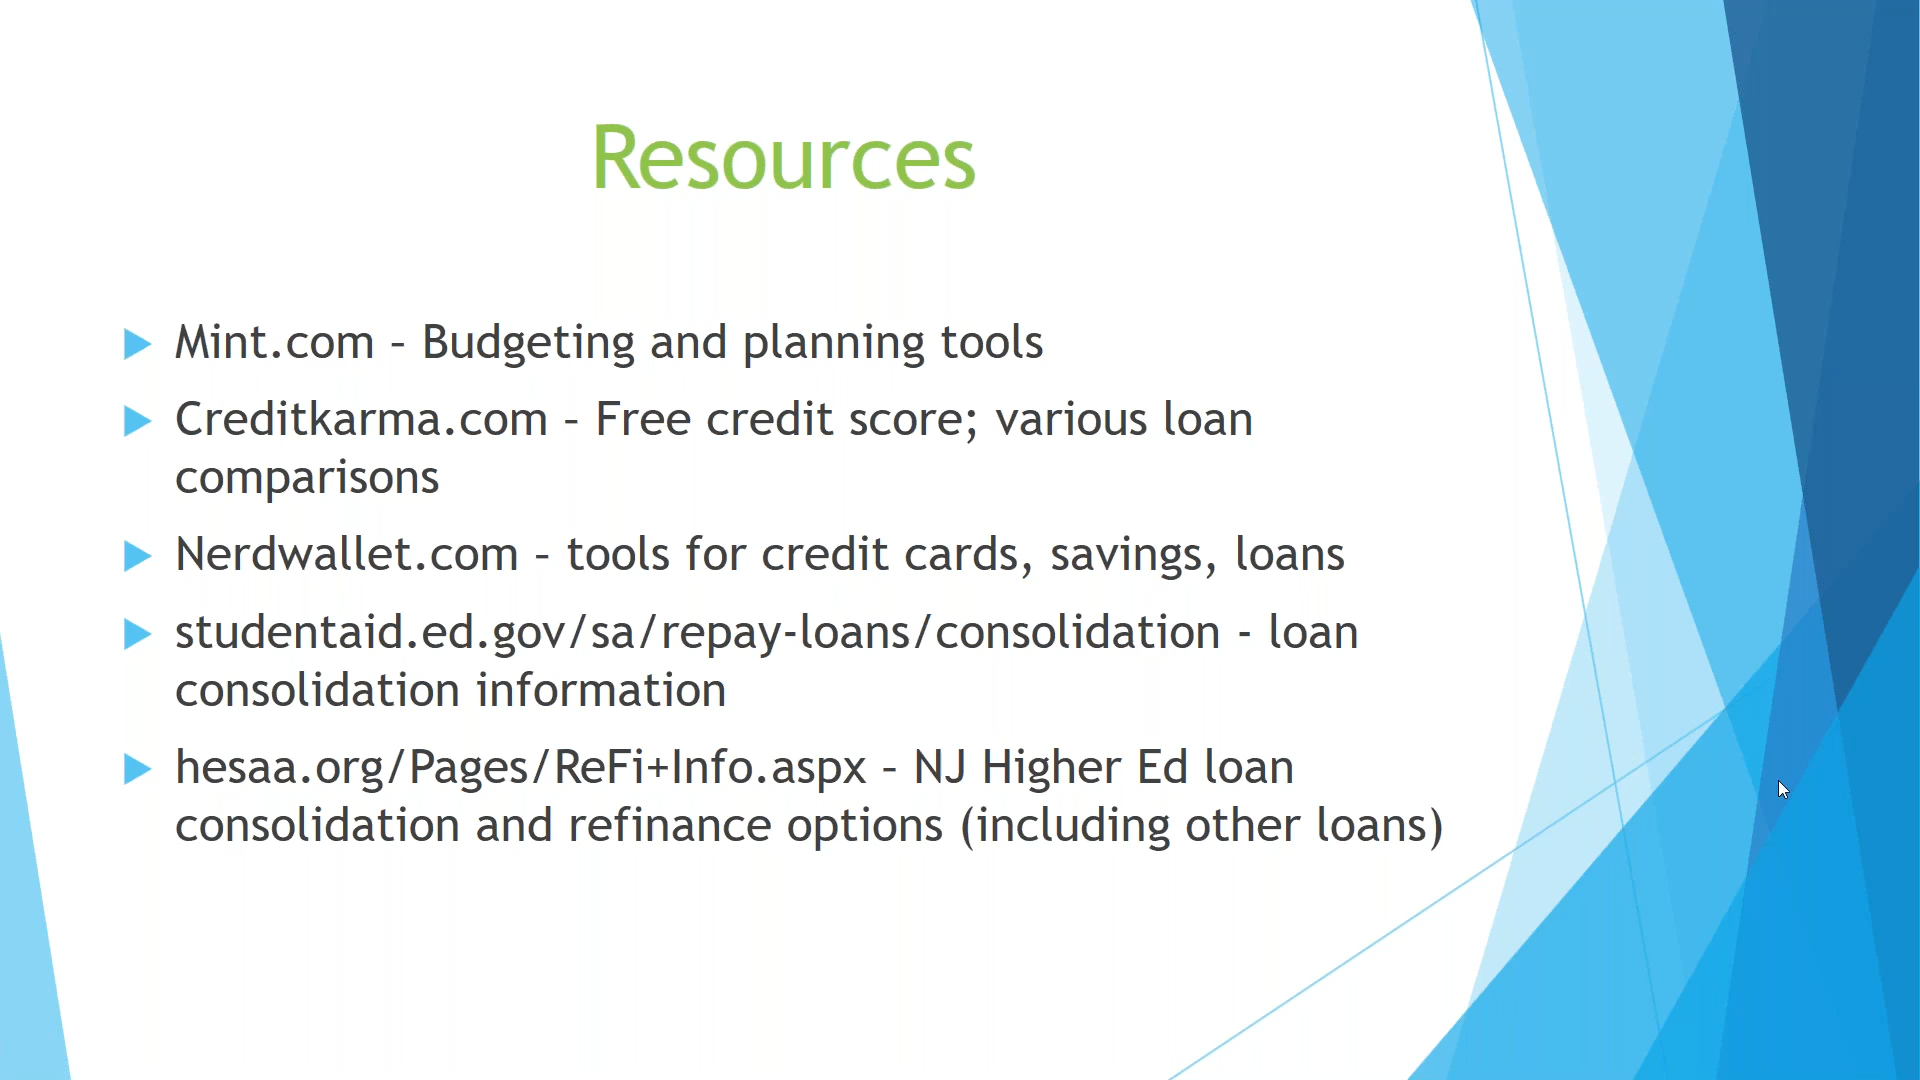 Resources
Mint.com – Budgeting and planning tools
Creditkarma.com – Free credit score; various loan
comparisons
Nerdwallet.com – tools for credit cards, savings, loans
studentaid.ed.gov/sa/repay-loans/consolidation - loan
consolidation information
hesaa.org/Pages/ReFi+Info.aspx – NJ Higher Ed loan
consolidation and refinance options (including other loans)